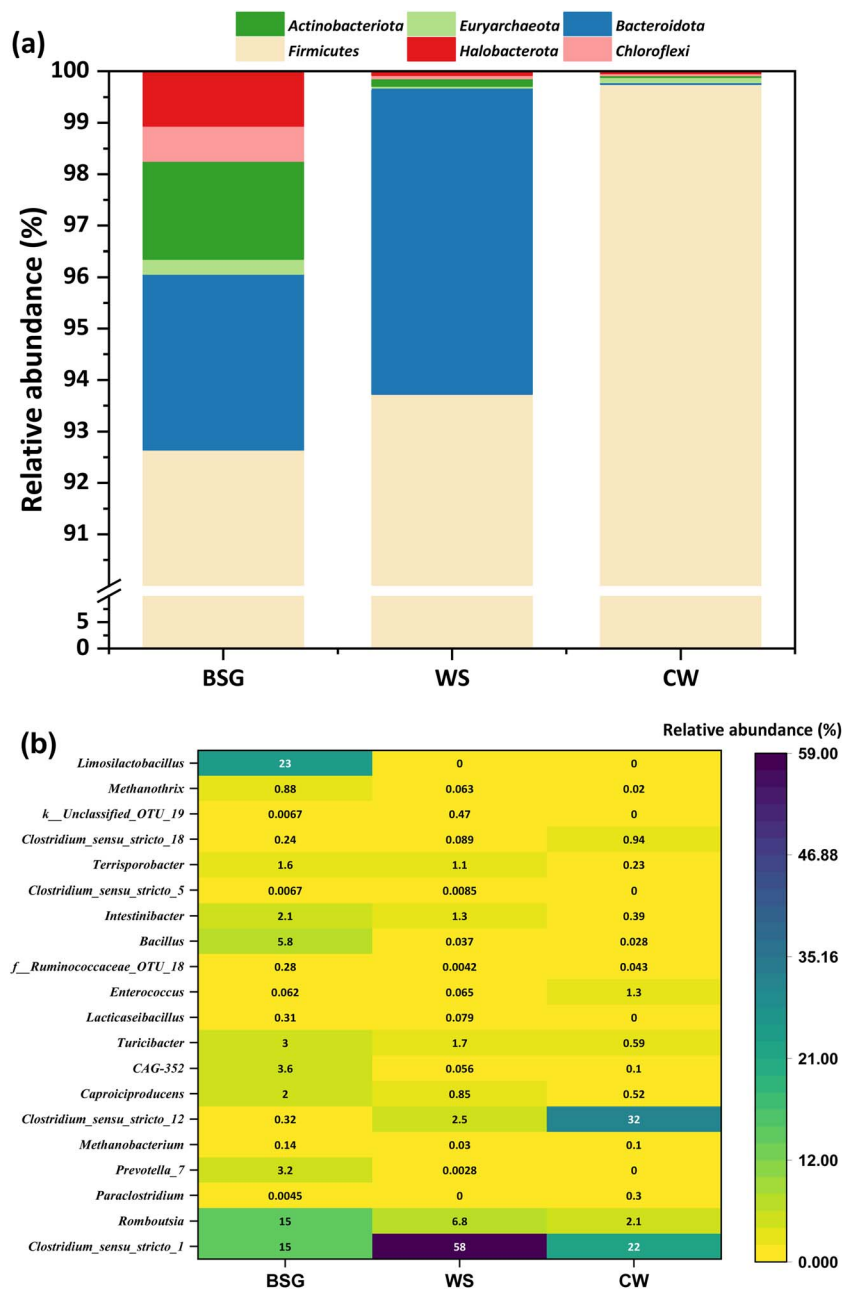 (a)
Actinobacteriota Euryarchaeota Bacteroidota
Firmicutes Halobacterota Chloroflexi
Relative abundance (%)
100
99
98
97
96
95
94
93
92
91
5
0
BSG WS CW
(b)
Relative abundance (%)
Limosilactobacillus 23 0 0
Methanothrix 0.88 0.063 0.02
k__Unclassified_OTU_19 0.0067 0.47 0
Clostridium_sensu_stricto_18 0.24 0.089 0.94
Terrisporobacter 1.6 1.1 0.23
Clostridium_sensu_stricto_5 0.0067 0.0085 0
Intestinibacter 2.1 1.3 0.39
Bacillus 5.8 0.037 0.028
f__Ruminococcaceae_OTU_18 0.28 0.0042 0.043
Enterococcus 0.062 0.065 1.3
Lacticaseibacillus 0.31 0.079 0
Turicibacter 3 1.7 0.59
CAG-352 3.6 0.056 0.1
Caproiciproducens 2 0.85 0.52
Clostridium_sensu_stricto_12 0.32 2.5 32
Methanobacterium 0.14 0.03 0.1
Prevotella_7 3.2 0.0028 0
Paraclostridium 0.0045 0 0.3
Romboutsia 15 6.8 2.1
Clostridium_sensu_stricto_1 15 58 22
BSG WS CW
59.00
46.88
35.16
21.00
12.00
0.000